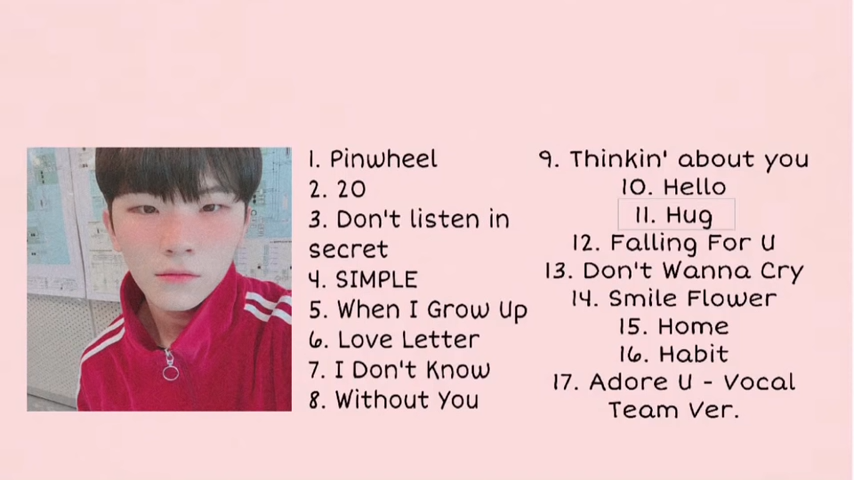 1. Pinwheel
2. 20
3. Don't listen in
secret
4. SIMPLE
5. When I Grow Up
6. Love Letter
7. I Don't Know
8. Without You
9. Thinkin' about you
10. Hello
11. Hug
12. Falling For U
13. Don't Wanna Cry
14. Smile Flower
15. Home
16. Habit
17. Adore U - Vocal
Team Ver.